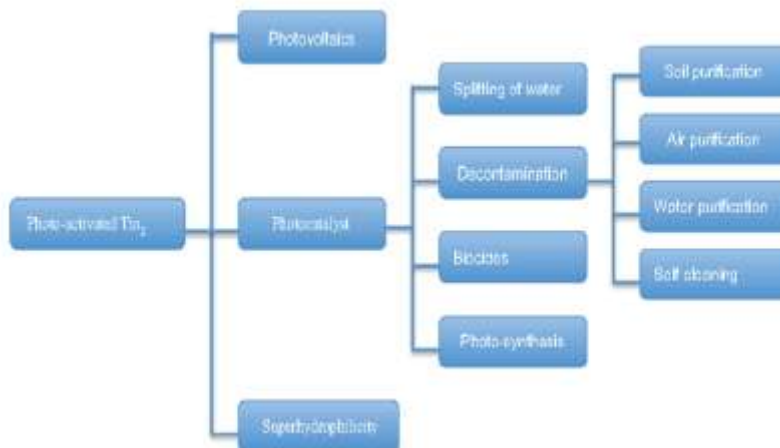 Photovoltaics
Soil purification
Splitting of water
Air purification
Decontamination
Photo-activated Tio₂
Photocatalyst
Water purification
Biocides
Self cleaning
Photo-synthesis
Superhydrophilicity